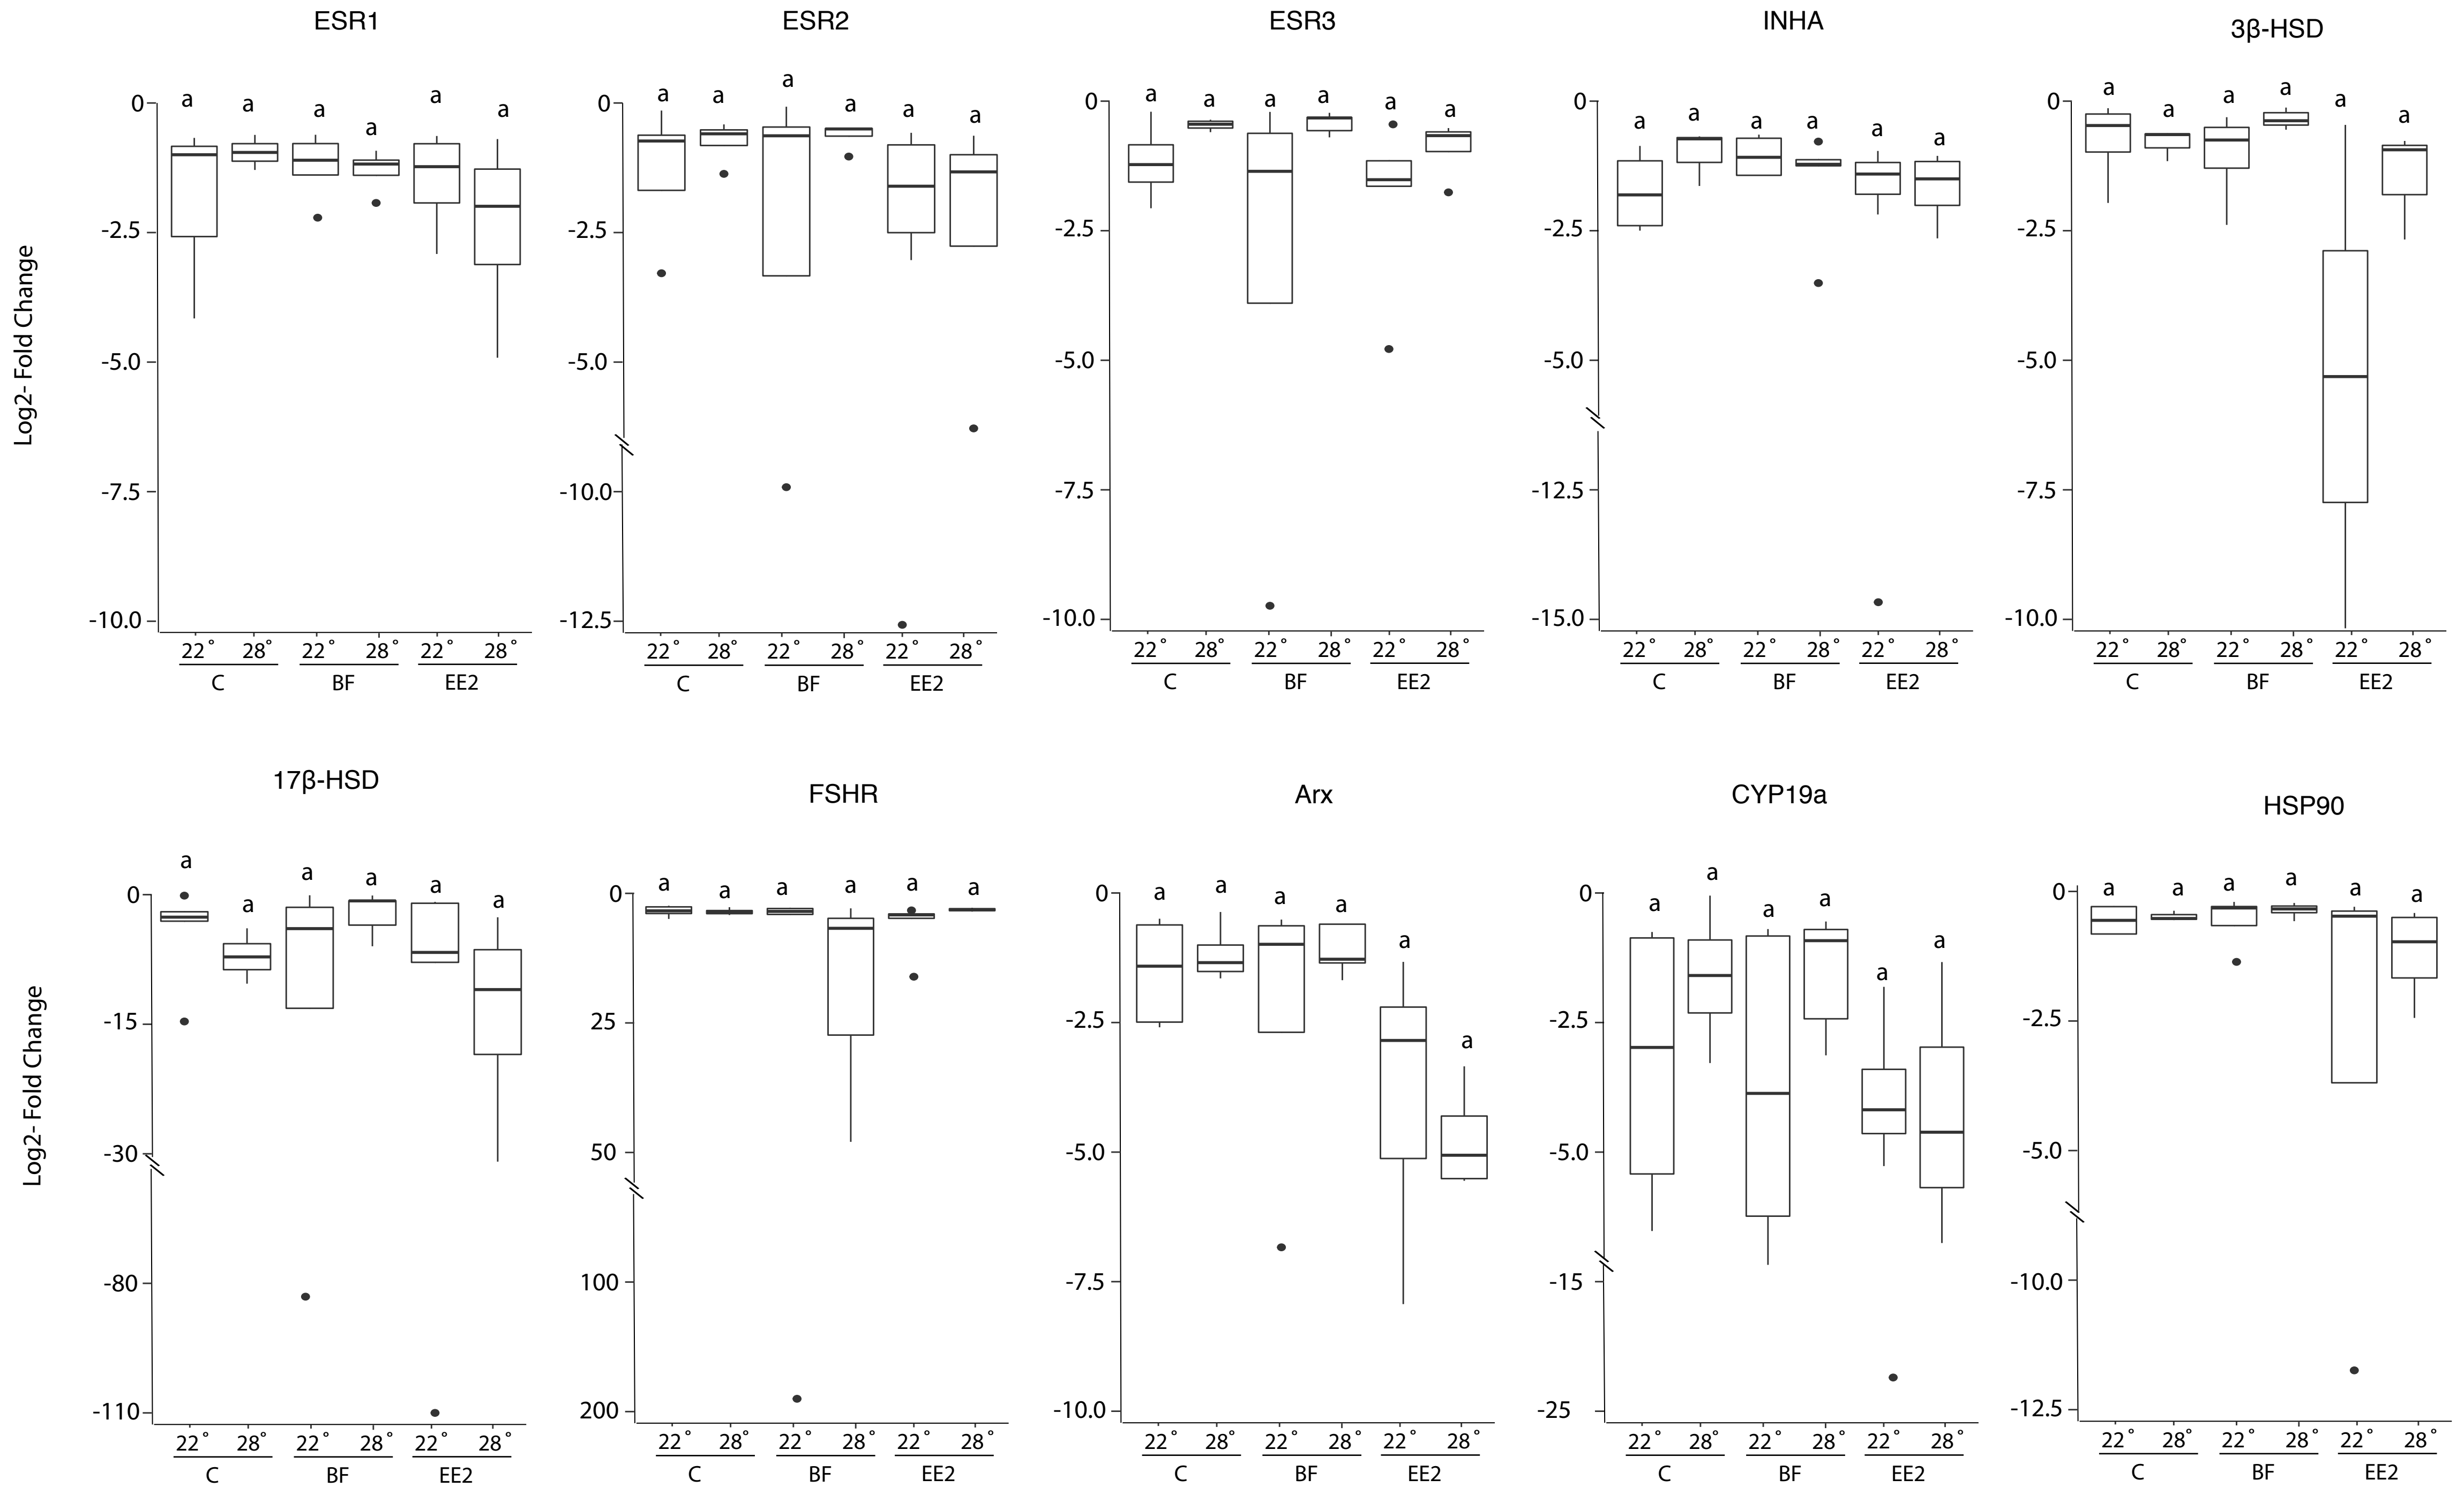 ESR1 ESR2 ESR3 INHA 3β-HSD
a a a a a a
a a a a a a
a a a a a a
a a a a a a
a a a a a a
Log2- Fold Change
0
-2.5
-5.0
-7.5
-10.0
0
-2.5
-5.0
-10.0
-12.5
0
-2.5
-5.0
-7.5
-10.0
0
-2.5
-5.0
-12.5
-15.0
0
-2.5
-5.0
-7.5
-10.0
22° 28° 22° 28° 22° 28°
C BF EE2
22° 28° 22° 28° 22° 28°
C BF EE2
22° 28° 22° 28° 22° 28°
C BF EE2
22° 28° 22° 28° 22° 28°
C BF EE2
22° 28° 22° 28° 22° 28°
C BF EE2
17β-HSD FSHR Arx CYP19a HSP90
a a a a a a
a a a a a a
a a a a a a
a a a a a a
a a a a a a
Log2- Fold Change
0
-15
-30
-80
-110
0
25
50
100
200
0
-2.5
-5.0
-7.5
-10.0
0
-2.5
-5.0
-15
-25
0
-2.5
-5.0
-10.0
-12.5
22° 28° 22° 28° 22° 28°
C BF EE2
22° 28° 22° 28° 22° 28°
C BF EE2
22° 28° 22° 28° 22° 28°
C BF EE2
22° 28° 22° 28° 22° 28°
C BF EE2
22° 28° 22° 28° 22° 28°
C BF EE2